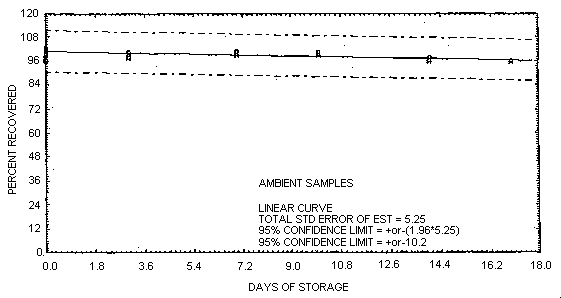 120
108
96
84
72
60
48
36
24
12
0
PERCENT RECOVERED
AMBIENT SAMPLES
LINEAR CURVE
TOTAL STD ERROR OF EST = 5.25
95% CONFIDENCE LIMIT = +or-(1.96*5.25)
95% CONFIDENCE LIMIT = +or-10.2
0.0 1.8 3.6 5.4 7.2 9.0 10.8 12.6 14.4 16.2 18.0
DAYS OF STORAGE